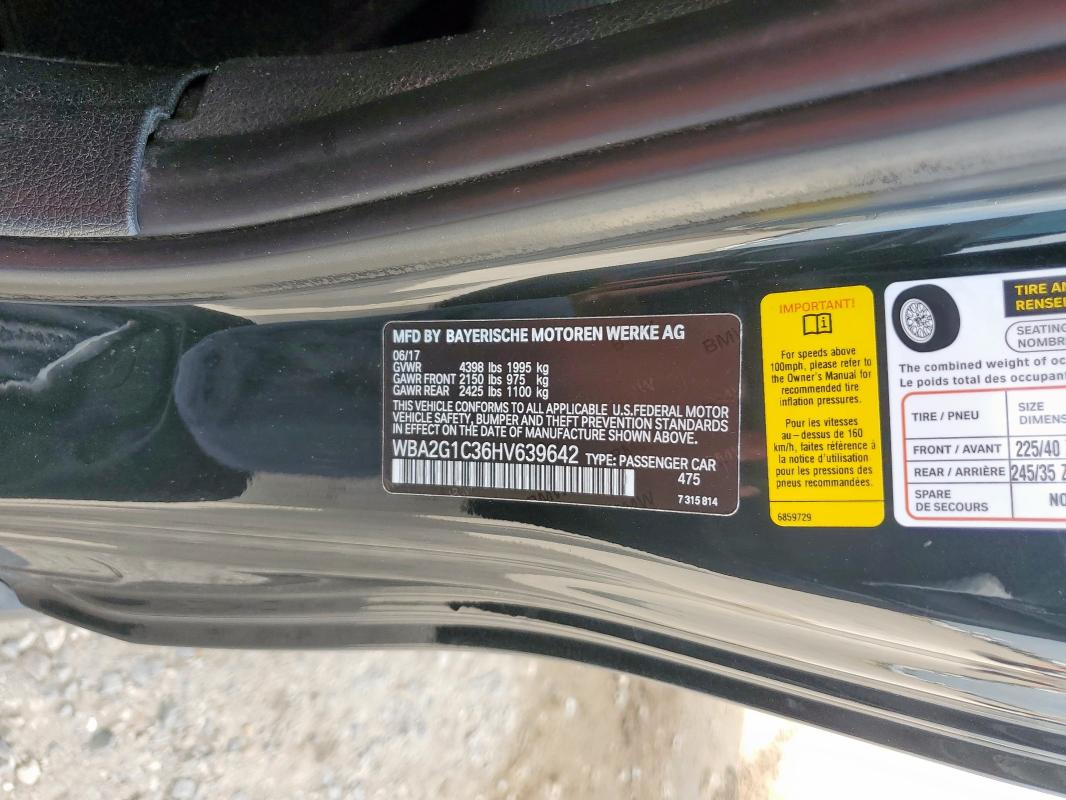 MFD BY BAYERISCHE MOTOREN WERKE AG
06/17
GVWR 4398 lbs 1995 kg
GAWR FRONT 2150 lbs 975 kg
GAWR REAR 2425 lbs 1100 kg
THIS VEHICLE CONFORMS TO ALL APPLICABLE U.S.FEDERAL MOTOR
VEHICLE SAFETY, BUMPER AND THEFT PREVENTION STANDARDS
IN EFFECT ON THE DATE OF MANUFACTURE SHOWN ABOVE.
WBA2G1C36HV639642 TYPE: PASSENGER CAR
475
7 315 814
IMPORTANT!
For speeds above
100mph, please refer to
the Owner's Manual for
recommended tire
inflation pressures.
Pour les vitesses
au-dessus de 160
km/h, faites référence à
la notice d'utilisation
pour les pressions des
pneus recommandées.
6859729
TIRE AN
RENSEI
SEATING
NOMBR
The combined weight of oc
Le poids total des occupant
TIRE / PNEU SIZE
DIMENS
FRONT / AVANT 225/40
REAR / ARRIÈRE 245/35 Z
SPARE
DE SECOURS NO